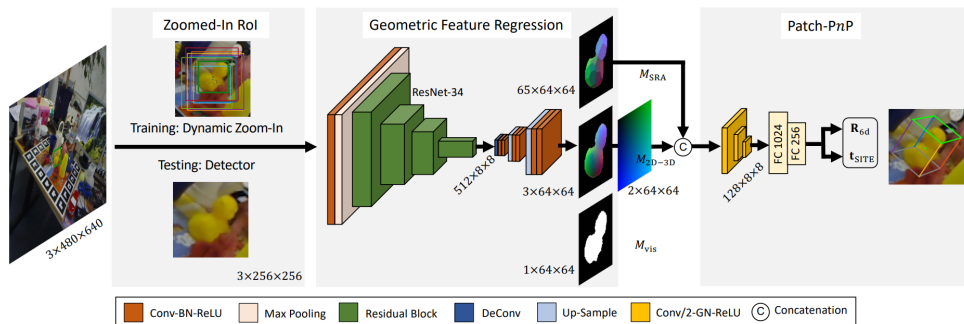 Zoomed-In RoI
Geometric Feature Regression
Patch-PnP
Training: Dynamic Zoom-In
Testing: Detector
3×480×640
3×256×256
ResNet-34
512×8×8
65×64×64
3×64×64
1×64×64
M_SRA
M_2D−3D
2×64×64
M_vis
C
128×8×8
FC 1024
FC 256
R_6d
t_SITE
Conv-BN-ReLU
Max Pooling
Residual Block
DeConv
Up-Sample
Conv/2-GN-ReLU
C
Concatenation